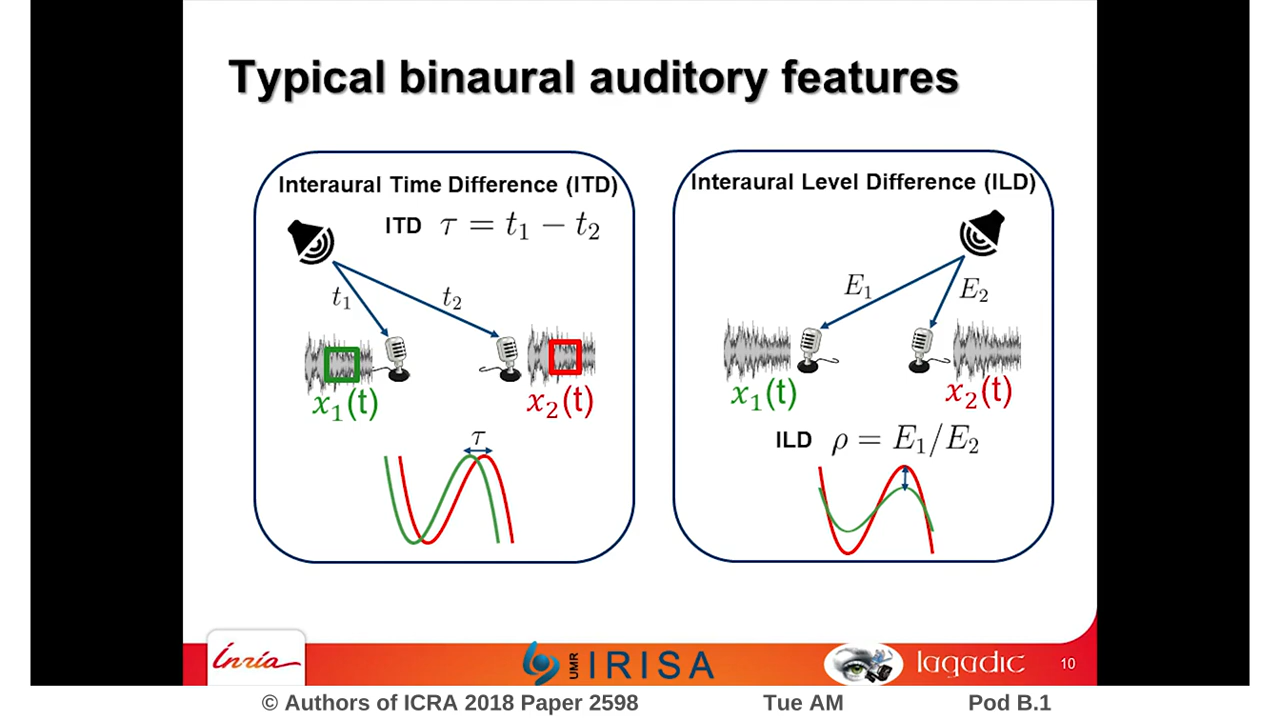 Typical binaural auditory features
Interaural Time Difference (ITD)
ITD τ = t₁ − t₂
t₁
t₂
x₁(t)
x₂(t)
τ
Interaural Level Difference (ILD)
E₁
E₂
x₁(t)
x₂(t)
ILD ρ = E₁/E₂
Inria
UMR IRISA
lagadic
10
© Authors of ICRA 2018 Paper 2598 Tue AM Pod B.1